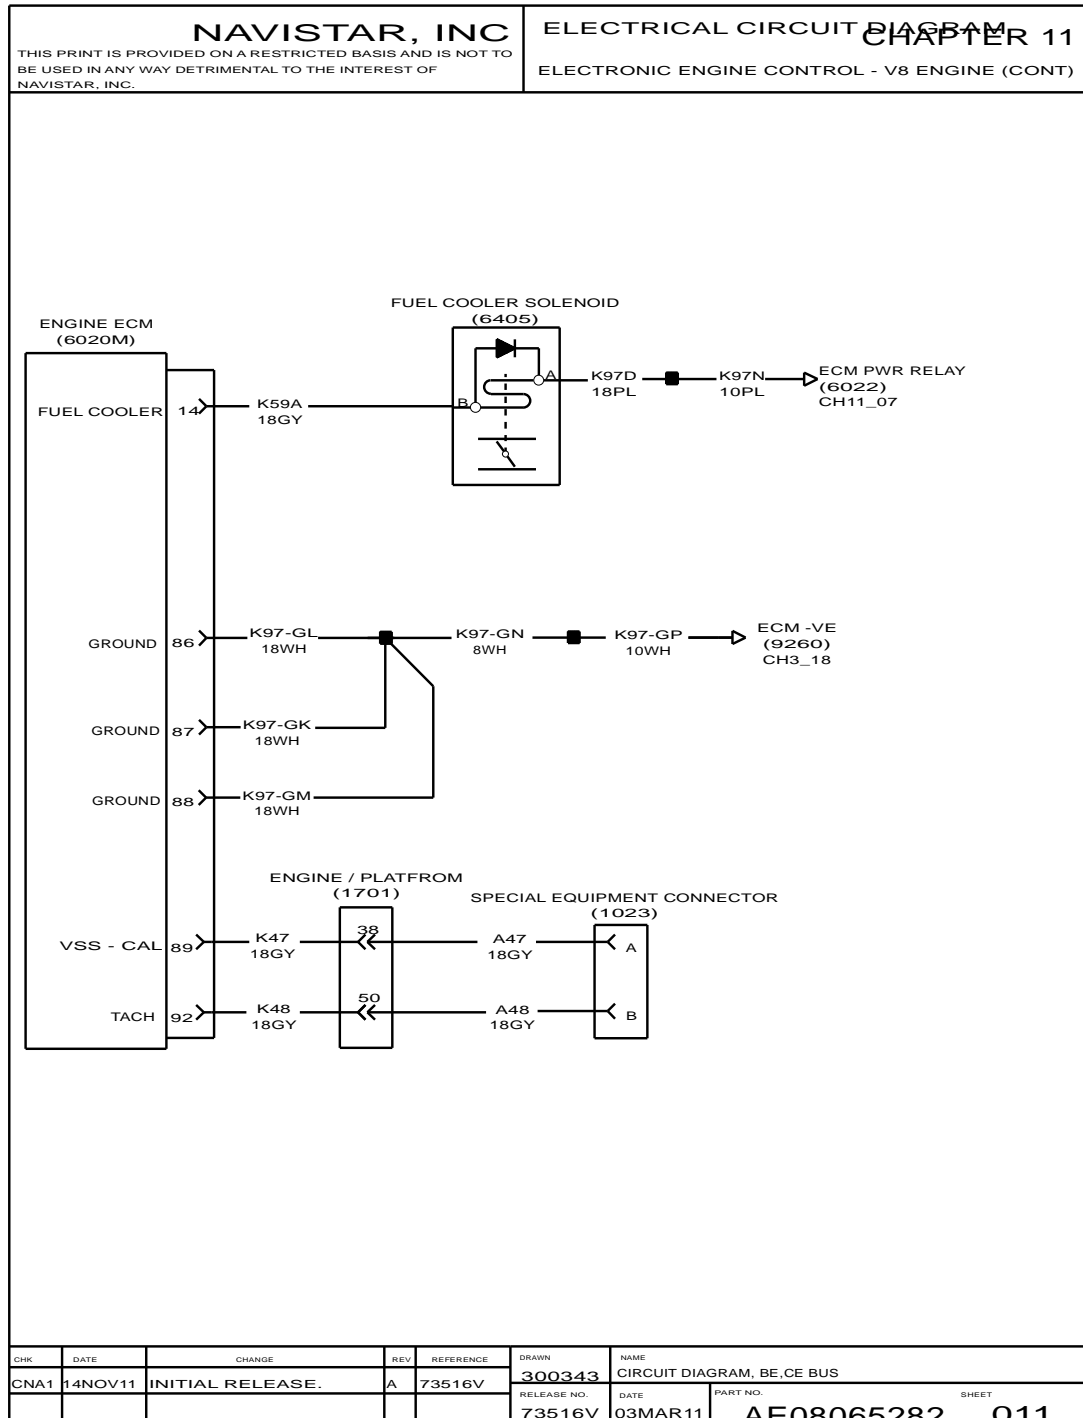 NAVISTAR, INC
THIS PRINT IS PROVIDED ON A RESTRICTED BASIS AND IS NOT TO
BE USED IN ANY WAY DETRIMENTAL TO THE INTEREST OF
NAVISTAR, INC.
ELECTRICAL CIRCUIT DIAGRAM
CHAPTER 11
ELECTRONIC ENGINE CONTROL - V8 ENGINE (CONT)
FUEL COOLER SOLENOID
(6405)
ENGINE ECM
(6020M)
FUEL COOLER 14
K59A
18GY
B
A
K97D
18PL
K97N
10PL
ECM PWR RELAY
(6022)
CH11_07
GROUND 86
K97-GL
18WH
K97-GN
8WH
K97-GP
10WH
ECM -VE
(9260)
CH3_18
GROUND 87
K97-GK
18WH
GROUND 88
K97-GM
18WH
ENGINE / PLATFROM
(1701)
SPECIAL EQUIPMENT CONNECTOR
(1023)
VSS - CAL 89
K47
18GY
38
A47
18GY
A
TACH 92
K48
18GY
50
A48
18GY
B
CHK DATE CHANGE REV REFERENCE
CNA1 14NOV11 INITIAL RELEASE. A 73516V
DRAWN
300343
NAME
CIRCUIT DIAGRAM, BE,CE BUS
RELEASE NO.
73516V
DATE
03MAR11
PART NO.
AE08065282
SHEET
011